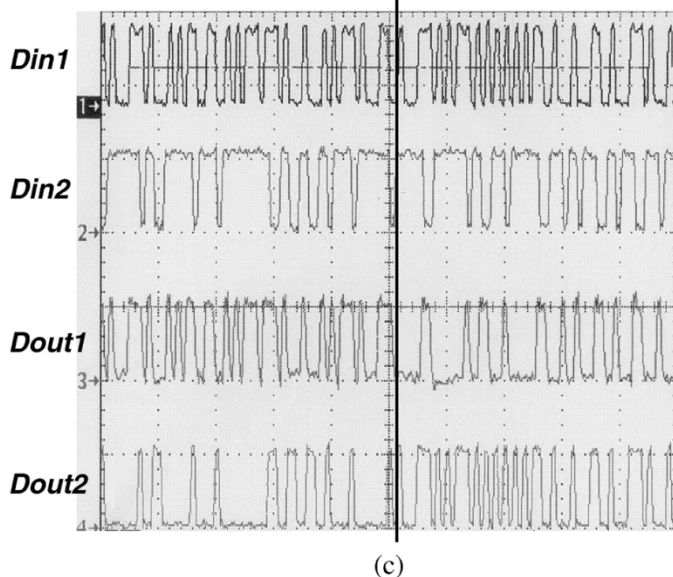 Din1
1→
Din2
2→
Dout1
3→
Dout2
4→
(c)